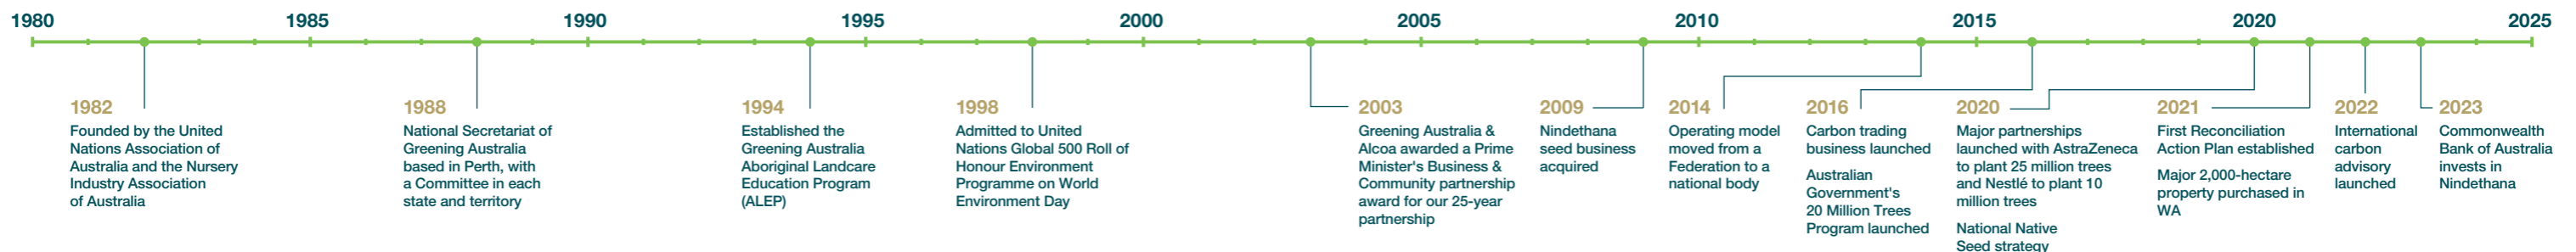 1980
1985
1990
1995
2000
2005
2010
2015
2020
2025
1982
Founded by the United
Nations Association of
Australia and the Nursery
Industry Association
of Australia
1988
National Secretariat of
Greening Australia
based in Perth, with
a Committee in each
state and territory
1994
Established the
Greening Australia
Aboriginal Landcare
Education Program
(ALEP)
1998
Admitted to United
Nations Global 500 Roll of
Honour Environment
Programme on World
Environment Day
2003
Greening Australia &
Alcoa awarded a Prime
Minister's Business &
Community partnership
award for our 25-year
partnership
2009
Nindethana
seed business
acquired
2014
Operating model
moved from a
Federation to a
national body
2016
Carbon trading
business launched
Australian
Government's
20 Million Trees
Program launched
2020
Major partnerships
launched with AstraZeneca
to plant 25 million trees
and Nestlé to plant 10
million trees
National Native
Seed strategy
2021
First Reconciliation
Action Plan established
Major 2,000-hectare
property purchased in
WA
2022
International
carbon
advisory
launched
2023
Commonwealth
Bank of Australia
invests in
Nindethana